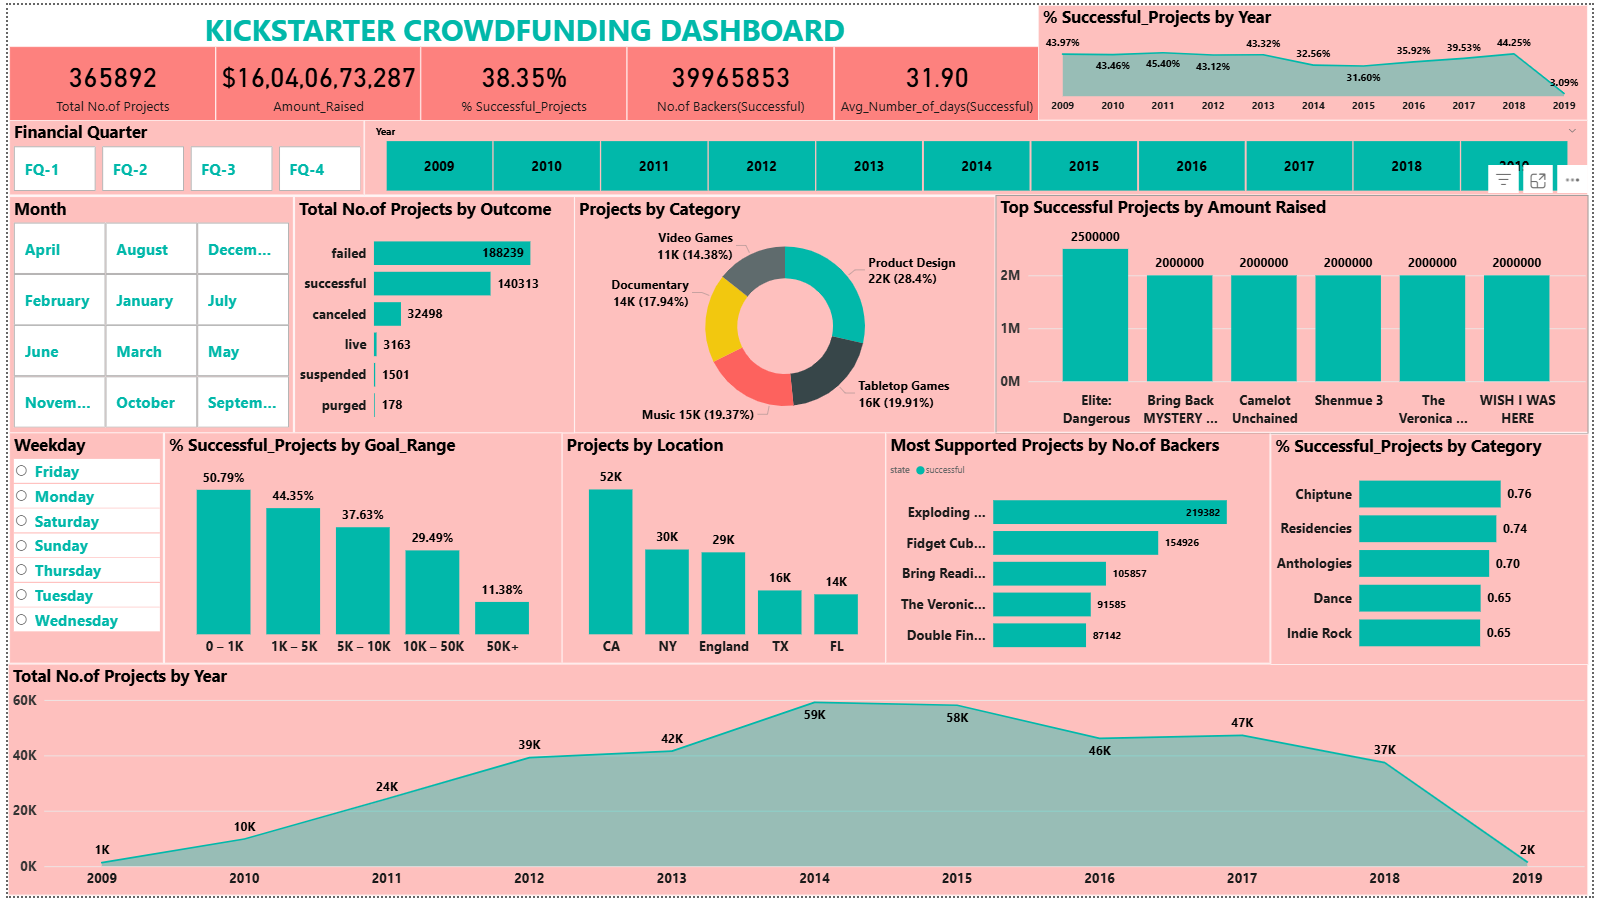 KICKSTARTER CROWDFUNDING DASHBOARD
365892
Total No.of Projects
$16,04,06,73,287
Amount_Raised
38.35%
% Successful_Projects
39965853
No.of Backers(Successful)
31.90
Avg_Number_of_days(Successful)
% Successful_Projects by Year
43.97%
43.46%
45.40%
43.12%
43.32%
32.56%
31.60%
35.92%
39.53%
44.25%
3.09%
2009 2010 2011 2012 2013 2014 2015 2016 2017 2018 2019
Financial Quarter
FQ-1 FQ-2 FQ-3 FQ-4
Year
2009 2010 2011 2012 2013 2014 2015 2016 2017 2018
Month
April August Decem...
February January July
June March May
Novem... October Septem...
Total No.of Projects by Outcome
failed 188239
successful 140313
canceled 32498
live 3163
suspended 1501
purged 178
Projects by Category
Video Games
11K (14.38%)
Product Design
22K (28.4%)
Documentary
14K (17.94%)
Tabletop Games
16K (19.91%)
Music 15K (19.37%)
Top Successful Projects by Amount Raised
2M
1M
0M
2500000 2000000 2000000 2000000 2000000 2000000
Elite:
Dangerous
Bring Back
MYSTERY ...
Camelot
Unchained
Shenmue 3
The
Veronica ...
WISH I WAS
HERE
Weekday
Friday
Monday
Saturday
Sunday
Thursday
Tuesday
Wednesday
% Successful_Projects by Goal_Range
50.79%
44.35%
37.63%
29.49%
11.38%
0 – 1K 1K – 5K 5K – 10K 10K – 50K 50K+
Projects by Location
52K
30K
29K
16K
14K
CA NY England TX FL
Most Supported Projects by No.of Backers
state successful
Exploding ... 219382
Fidget Cub... 154926
Bring Readi... 105857
The Veronic... 91585
Double Fin... 87142
% Successful_Projects by Category
Chiptune 0.76
Residencies 0.74
Anthologies 0.70
Dance 0.65
Indie Rock 0.65
Total No.of Projects by Year
60K
40K
20K
0K
1K
10K
24K
39K
42K
59K
58K
46K
47K
37K
2K
2009 2010 2011 2012 2013 2014 2015 2016 2017 2018 2019